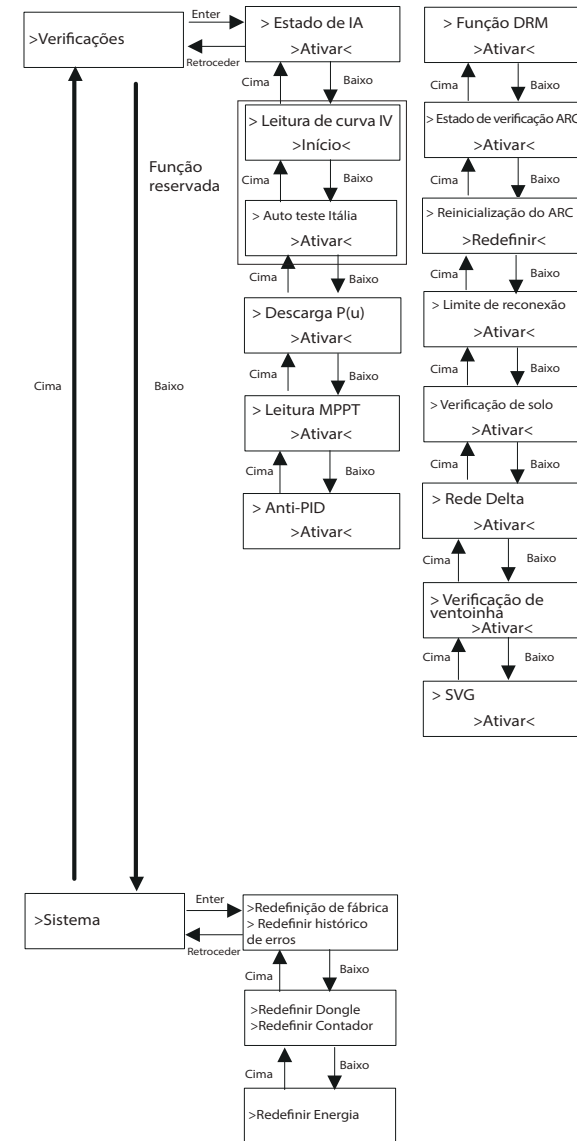 >Verificações
Enter
Retroceder
> Estado de IA
>Ativar<
Cima
Baixo
> Leitura de curva IV
>Início<
Função
reservada
Cima
Baixo
> Auto teste Itália
>Ativar<
Cima
Baixo
> Descarga P(u)
>Ativar<
Cima
Baixo
> Leitura MPPT
>Ativar<
Cima
Baixo
> Anti-PID
>Ativar<
> Função DRM
>Ativar<
Cima
Baixo
> Estado de verificação ARC
>Ativar<
Cima
Baixo
> Reinicialização do ARC
>Redefinir<
Cima
Baixo
> Limite de reconexão
>Ativar<
Cima
Baixo
> Verificação de solo
>Ativar<
Cima
Baixo
> Rede Delta
>Ativar<
Cima
Baixo
> Verificação de
ventoinha
>Ativar<
Cima
Baixo
> SVG
>Ativar<
Cima
Baixo
>Sistema
Enter
Retroceder
>Redefinição de fábrica
> Redefinir histórico
de erros
Cima
Baixo
>Redefinir Dongle
>Redefinir Contador
Cima
Baixo
>Redefinir Energia